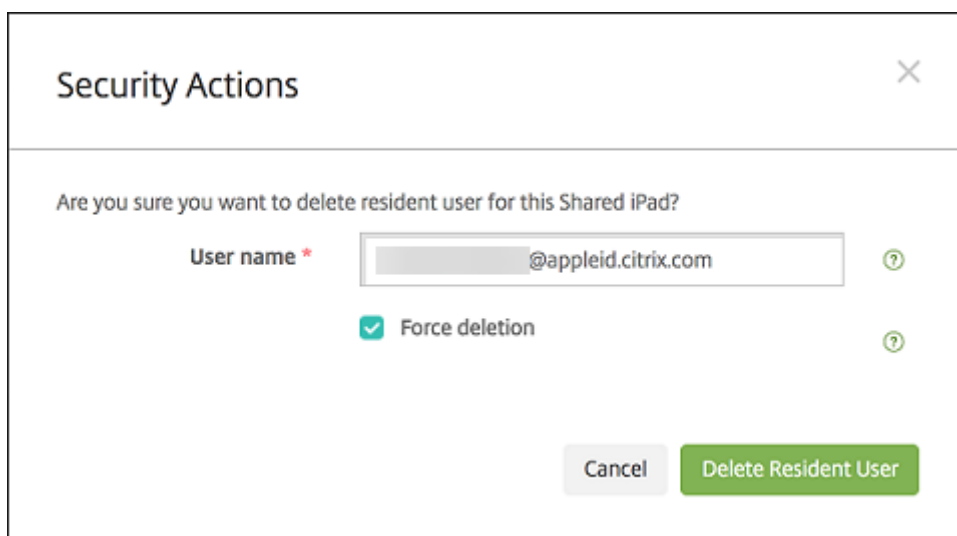 Security Actions
Are you sure you want to delete resident user for this Shared iPad?
User name * @appleid.citrix.com
Force deletion
Cancel Delete Resident User